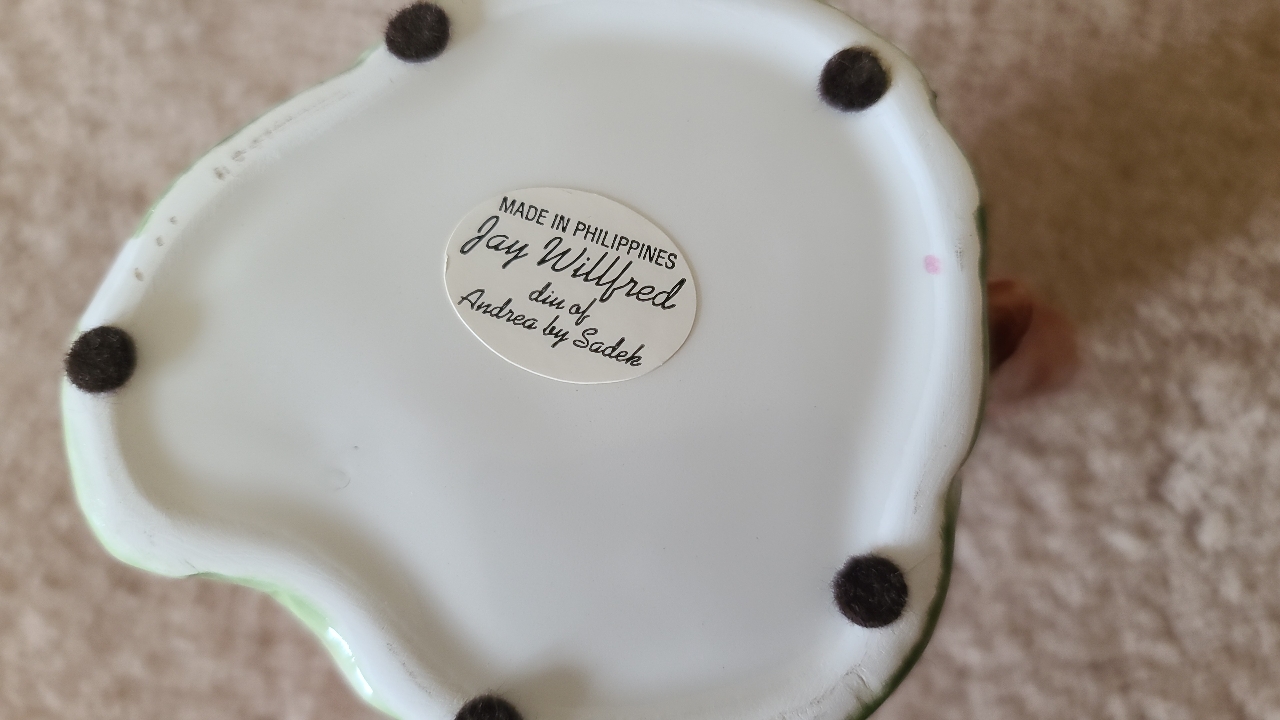 MADE IN PHILIPPINES
Jay Willfred
div of
Andrea by Sadek